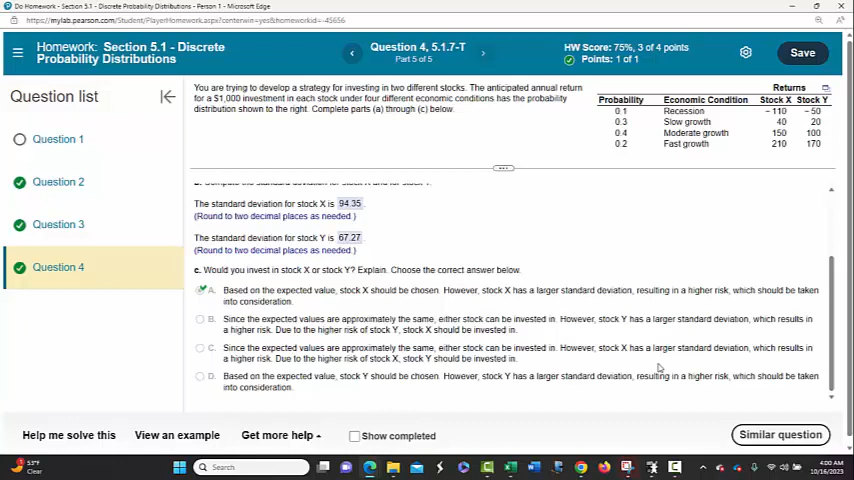 Do Homework - Section 5.1 - Discrete Probability Distributions - Person 1 - Microsoft Edge
https://mylab.pearson.com/Student/PlayerHomework.aspx?centerwin=yes&homeworkid=-45656
Homework: Section 5.1 - Discrete
Probability Distributions
Question 4, 5.1.7-T
Part 5 of 5
HW Score: 75%, 3 of 4 points
Points: 1 of 1
Save
Question list
Question 1
Question 2
Question 3
Question 4
You are trying to develop a strategy for investing in two different stocks. The anticipated annual return
for a $1,000 investment in each stock under four different economic conditions has the probability
distribution shown to the right. Complete parts (a) through (c) below.
Returns
Probability Economic Condition Stock X Stock Y
0.1 Recession -110 -50
0.3 Slow growth 40 20
0.4 Moderate growth 150 100
0.2 Fast growth 210 170
The standard deviation for stock X is 94.35.
(Round to two decimal places as needed.)
The standard deviation for stock Y is 67.27.
(Round to two decimal places as needed.)
c. Would you invest in stock X or stock Y? Explain. Choose the correct answer below.
A. Based on the expected value, stock X should be chosen. However, stock X has a larger standard deviation, resulting in a higher risk, which should be taken
into consideration.
B. Since the expected values are approximately the same, either stock can be invested in. However, stock Y has a larger standard deviation, which results in
a higher risk. Due to the higher risk of stock Y, stock X should be invested in.
C. Since the expected values are approximately the same, either stock can be invested in. However, stock X has a larger standard deviation, which results in
a higher risk. Due to the higher risk of stock X, stock Y should be invested in.
D. Based on the expected value, stock Y should be chosen. However, stock Y has a larger standard deviation, resulting in a higher risk, which should be taken
into consideration.
Help me solve this
View an example
Get more help
Show completed
Similar question
53°F
Clear
Search
4:00 AM
10/16/2023